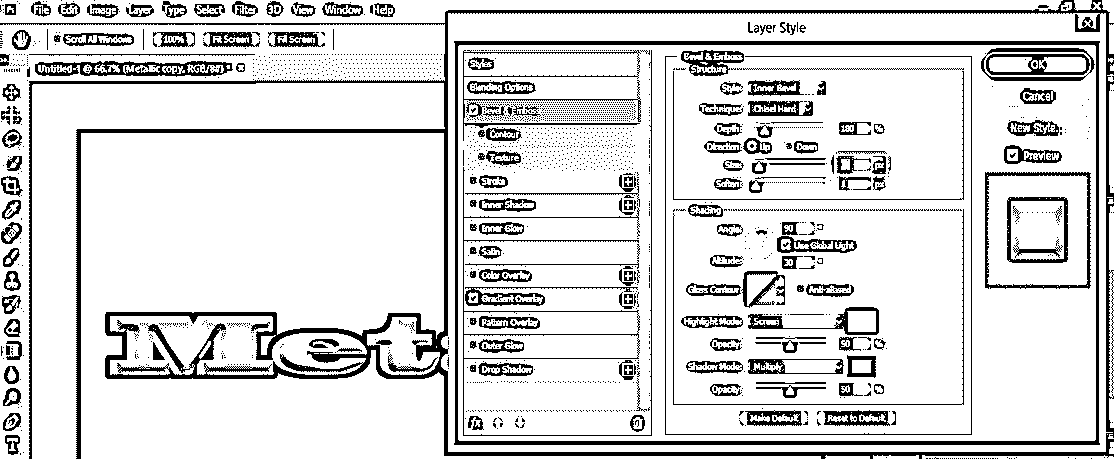 File Edit Image Layer Type Select Filter 3D View Window Help
Scroll All Windows 100% Fit Screen Fill Screen
Untitled-1 @ 66.7% (Metallic copy, RGB/8#) *
Met
Layer Style
Styles
Blending Options
Bevel & Emboss
Contour
Texture
Stroke
Inner Shadow
Inner Glow
Satin
Color Overlay
Gradient Overlay
Pattern Overlay
Outer Glow
Drop Shadow
fx
Bevel & Emboss
Structure
Style: Inner Bevel
Technique: Chisel Hard
Depth: 180 %
Direction: Up Down
Size: px
Soften: px
Shading
Angle: 90 °
Use Global Light
Altitude: 30 °
Gloss Contour: Anti-aliased
Highlight Mode: Screen
Opacity: 50 %
Shadow Mode: Multiply
Opacity: 50 %
Make Default Reset to Default
OK
Cancel
New Style...
Preview